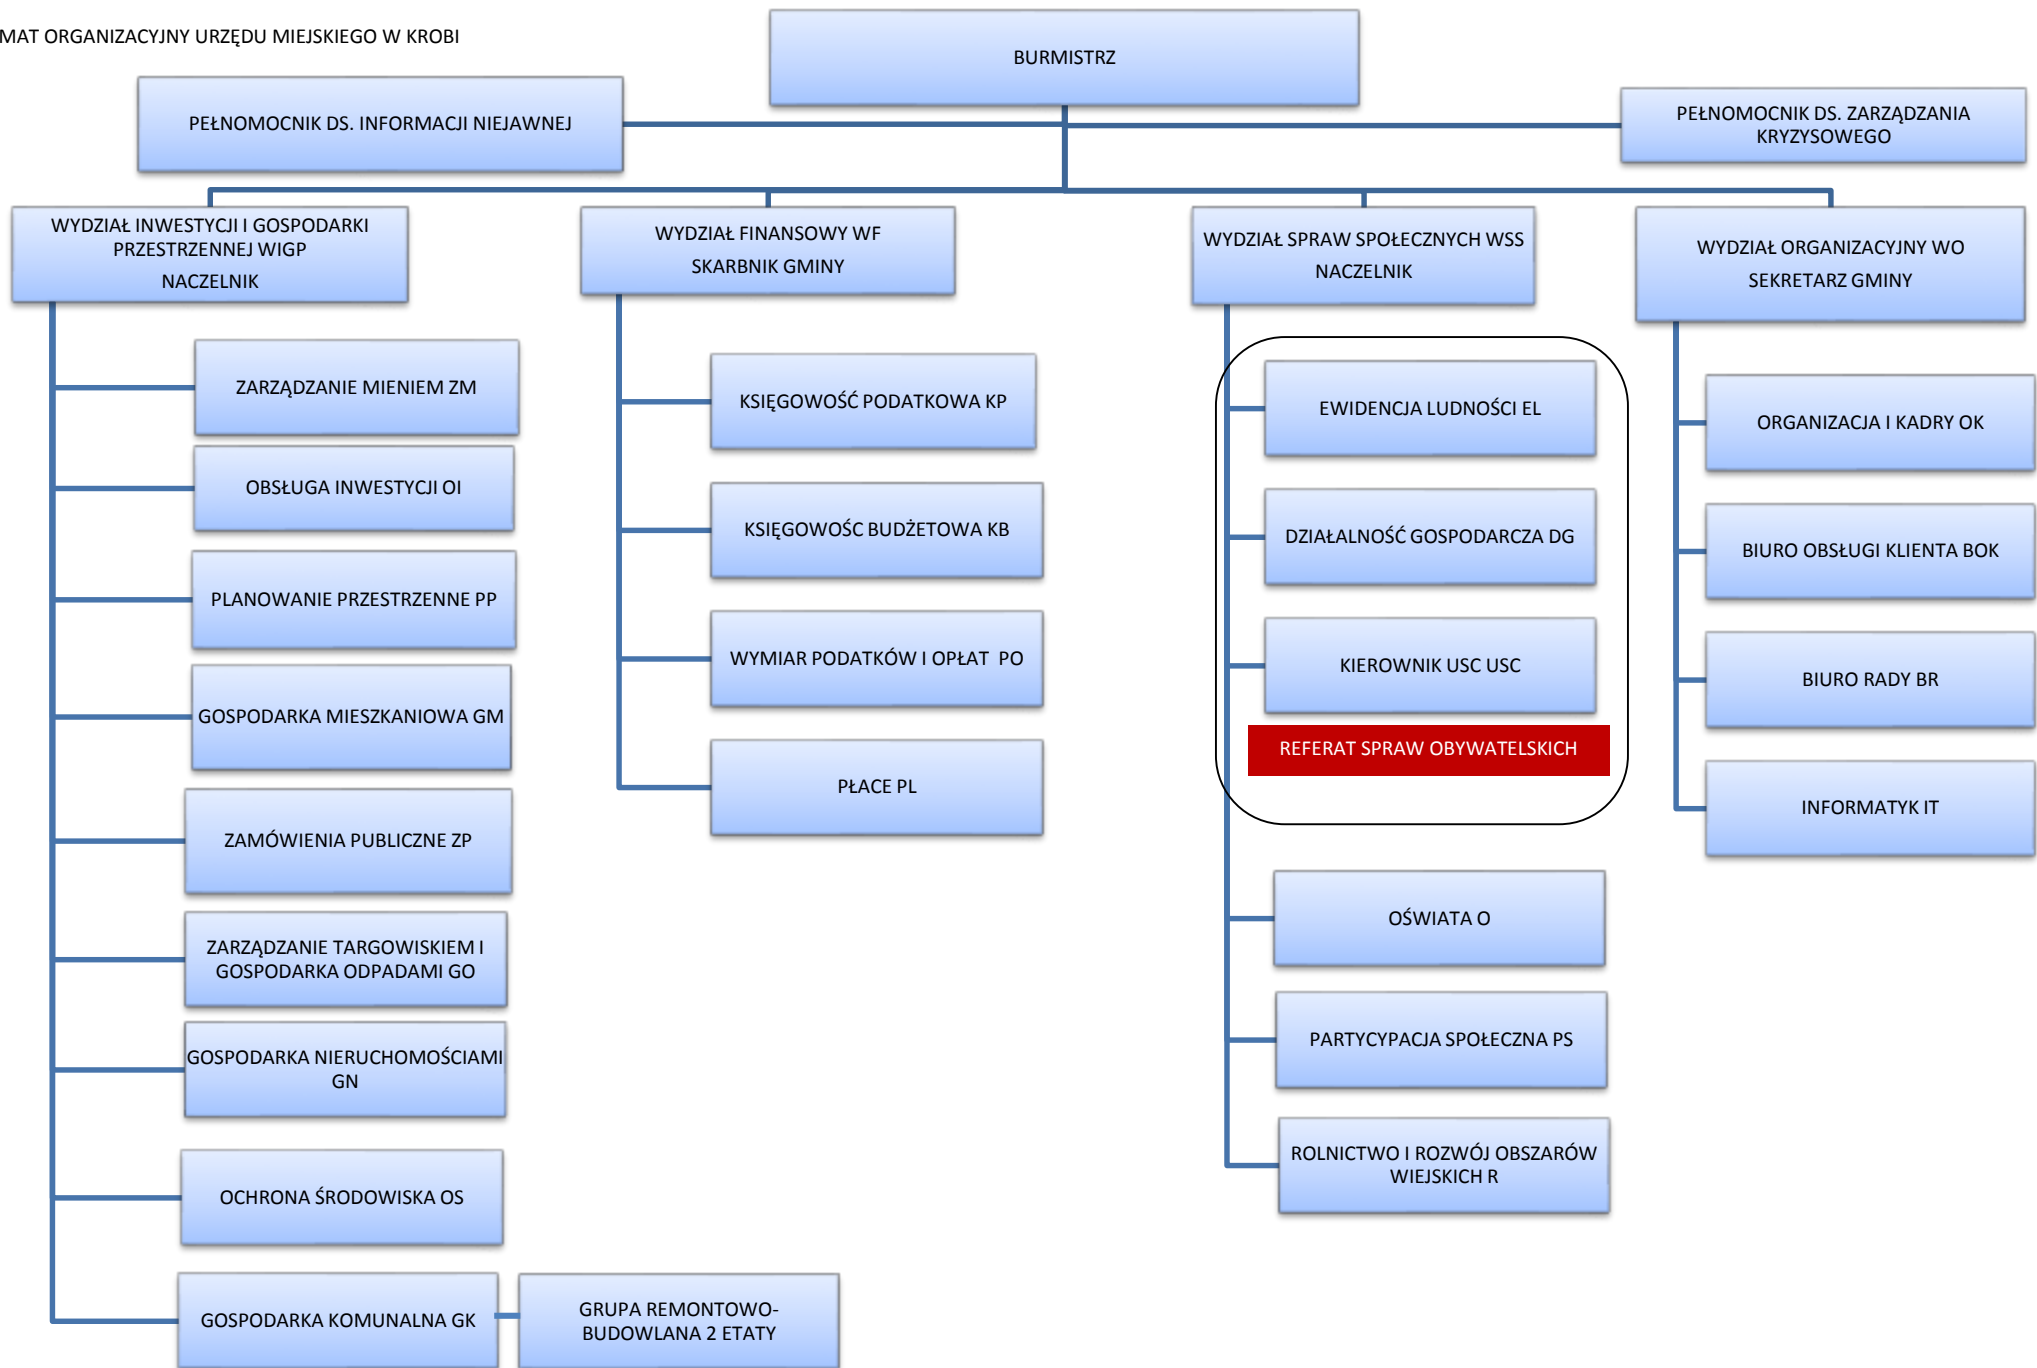 MAT ORGANIZACYJNY URZĘDU MIEJSKIEGO W KROBI
BURMISTRZ
PEŁNOMOCNIK DS. INFORMACJI NIEJAWNEJ
PEŁNOMOCNIK DS. ZARZĄDZANIA
KRYZYSOWEGO
WYDZIAŁ INWESTYCJI I GOSPODARKI
PRZESTRZENNEJ WIGP
NACZELNIK
ZARZĄDZANIE MIENIEM ZM
OBSŁUGA INWESTYCJI OI
PLANOWANIE PRZESTRZENNE PP
GOSPODARKA MIESZKANIOWA GM
ZAMÓWIENIA PUBLICZNE ZP
ZARZĄDZANIE TARGOWISKIEM I
GOSPODARKA ODPADAMI GO
GOSPODARKA NIERUCHOMOŚCIAMI
GN
OCHRONA ŚRODOWISKA OS
GOSPODARKA KOMUNALNA GK
GRUPA REMONTOWO-
BUDOWLANA 2 ETATY
WYDZIAŁ FINANSOWY WF
SKARBNIK GMINY
KSIĘGOWOŚĆ PODATKOWA KP
KSIĘGOWOŚC BUDŻETOWA KB
WYMIAR PODATKÓW I OPŁAT  PO
PŁACE PL
WYDZIAŁ SPRAW SPOŁECZNYCH WSS
NACZELNIK
EWIDENCJA LUDNOŚCI EL
DZIAŁALNOŚĆ GOSPODARCZA DG
KIEROWNIK USC USC
REFERAT SPRAW OBYWATELSKICH
OŚWIATA O
PARTYCYPACJA SPOŁECZNA PS
ROLNICTWO I ROZWÓJ OBSZARÓW
WIEJSKICH R
WYDZIAŁ ORGANIZACYJNY WO
SEKRETARZ GMINY
ORGANIZACJA I KADRY OK
BIURO OBSŁUGI KLIENTA BOK
BIURO RADY BR
INFORMATYK IT